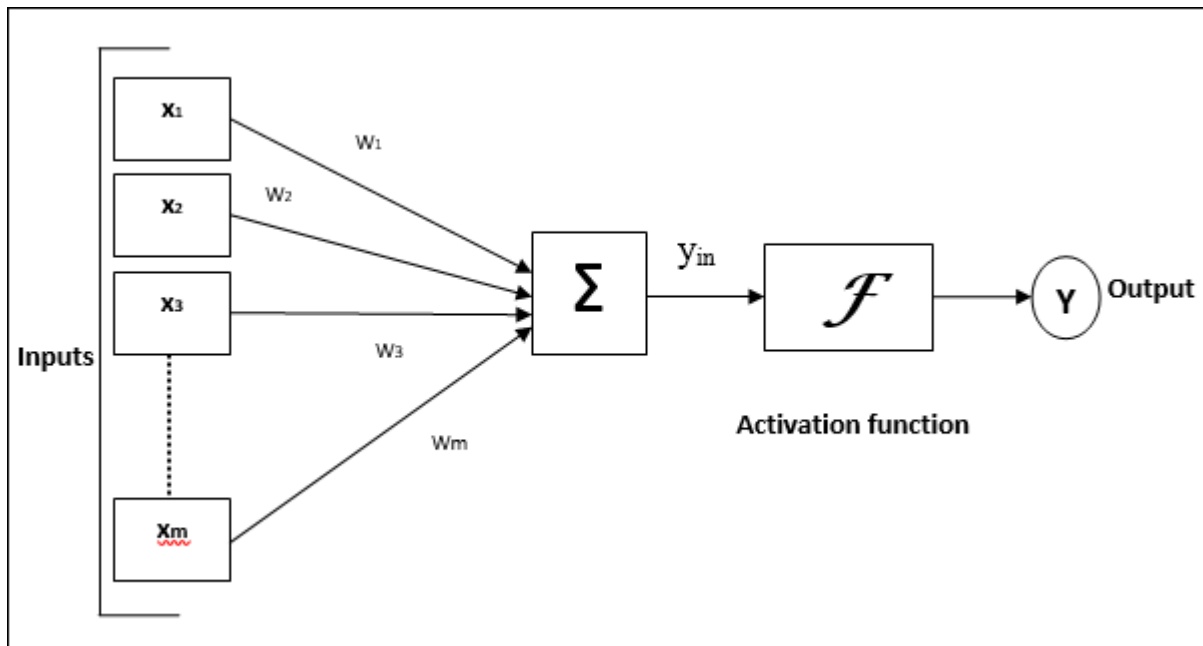 x₁
W₁
x₂
W₂
x₃
W₃
Inputs
Wm
xm
Σ
yin
ℱ
Activation function
Y
Output